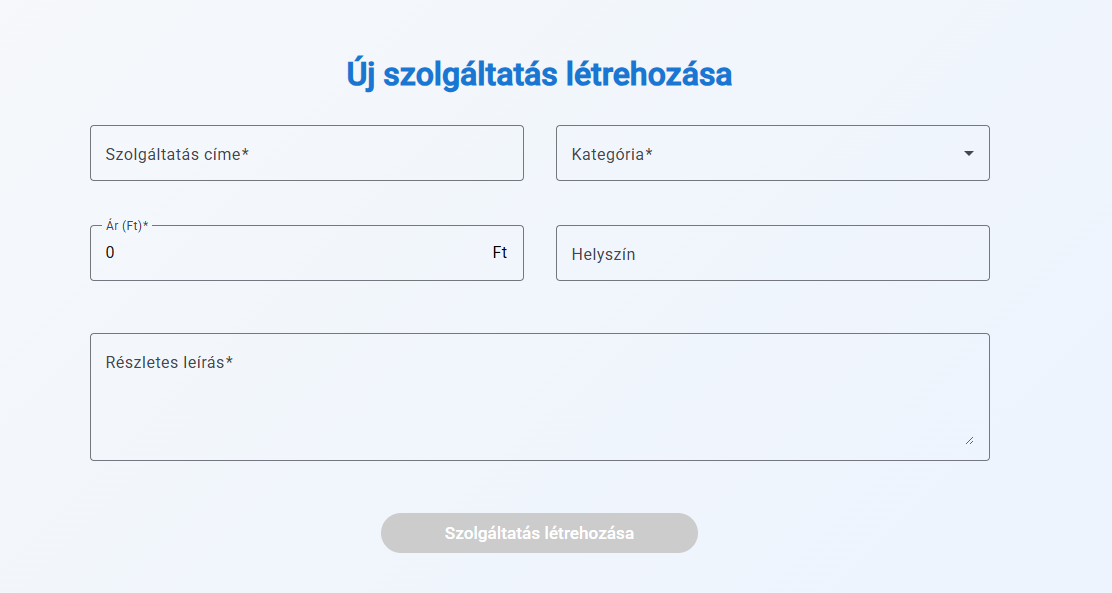 Új szolgáltatás létrehozása
Szolgáltatás címe*
Kategória*
Ár (Ft)*
0 Ft
Helyszín
Részletes leírás*
Szolgáltatás létrehozása